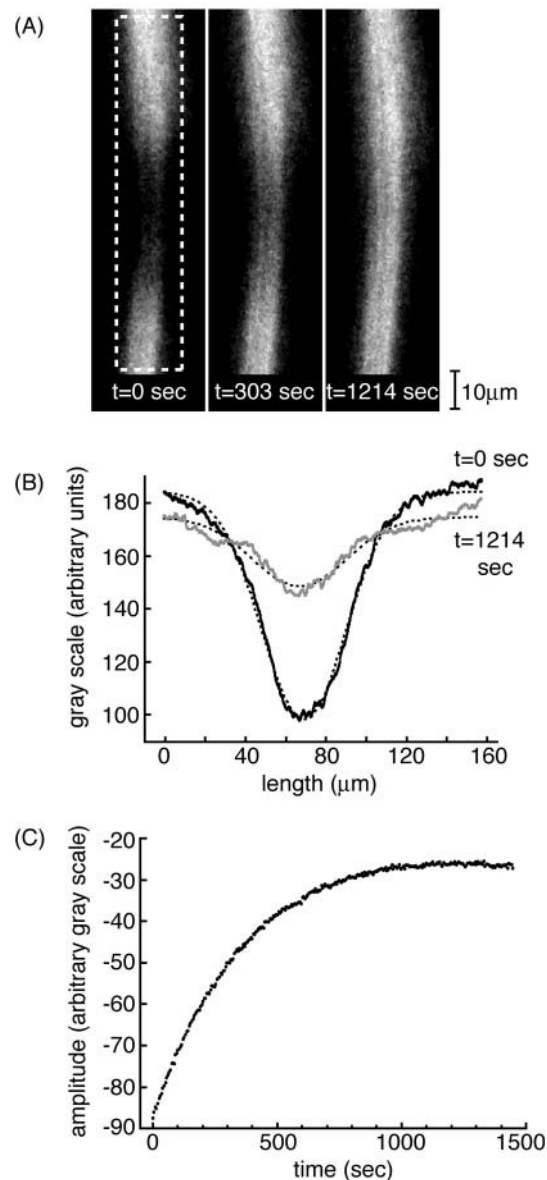 (A)
t=0 sec
t=303 sec
t=1214 sec
10μm
(B)
gray scale (arbitrary units)
180
160
140
120
100
0
40
80
120
160
length (μm)
t=0 sec
t=1214
sec
(C)
amplitude (arbitrary gray scale)
-20
-30
-40
-50
-60
-70
-80
-90
0
500
1000
1500
time (sec)